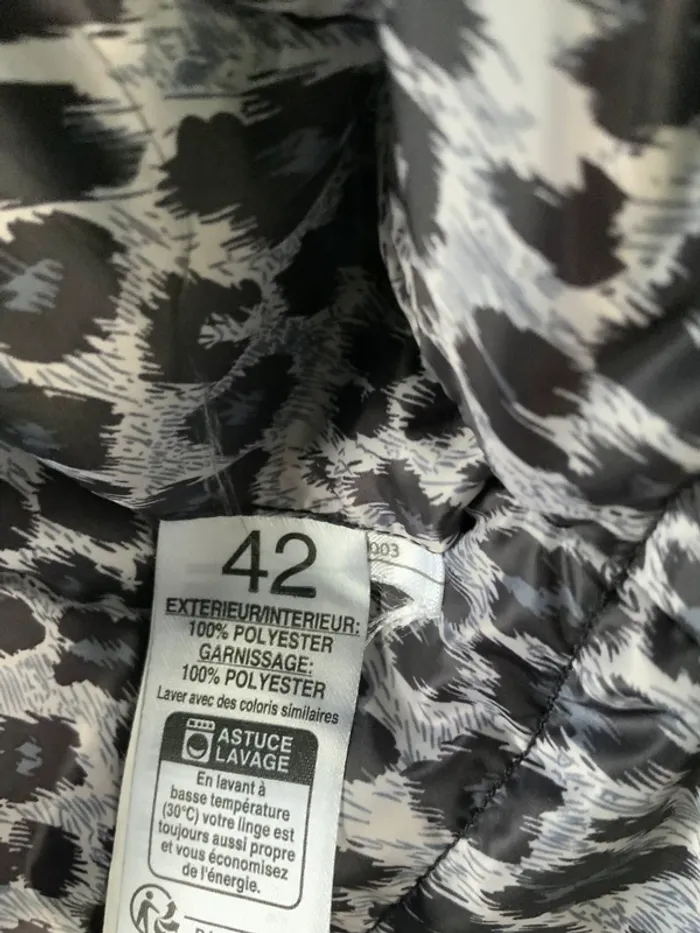 42
003
EXTERIEUR/INTERIEUR:
100% POLYESTER
GARNISSAGE:
100% POLYESTER
Laver avec des coloris similaires
ASTUCE
LAVAGE
En lavant à
basse température
(30°C) votre linge est
toujours aussi propre
et vous économisez
de l'énergie.